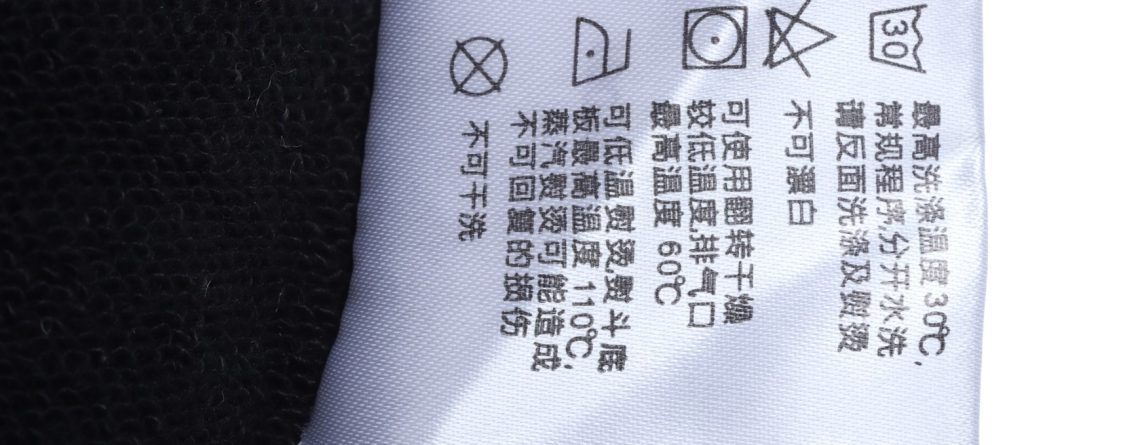 30
最高洗涤温度30℃,
常规程序,分开水洗
请反面洗涤及熨烫
不可漂白
可使用翻转干燥
较低温度排气口
最高温度 60℃
可低温熨烫熨斗底
板最高温度 110℃,
蒸汽熨烫可能造成
不可回复的损伤
不可干洗